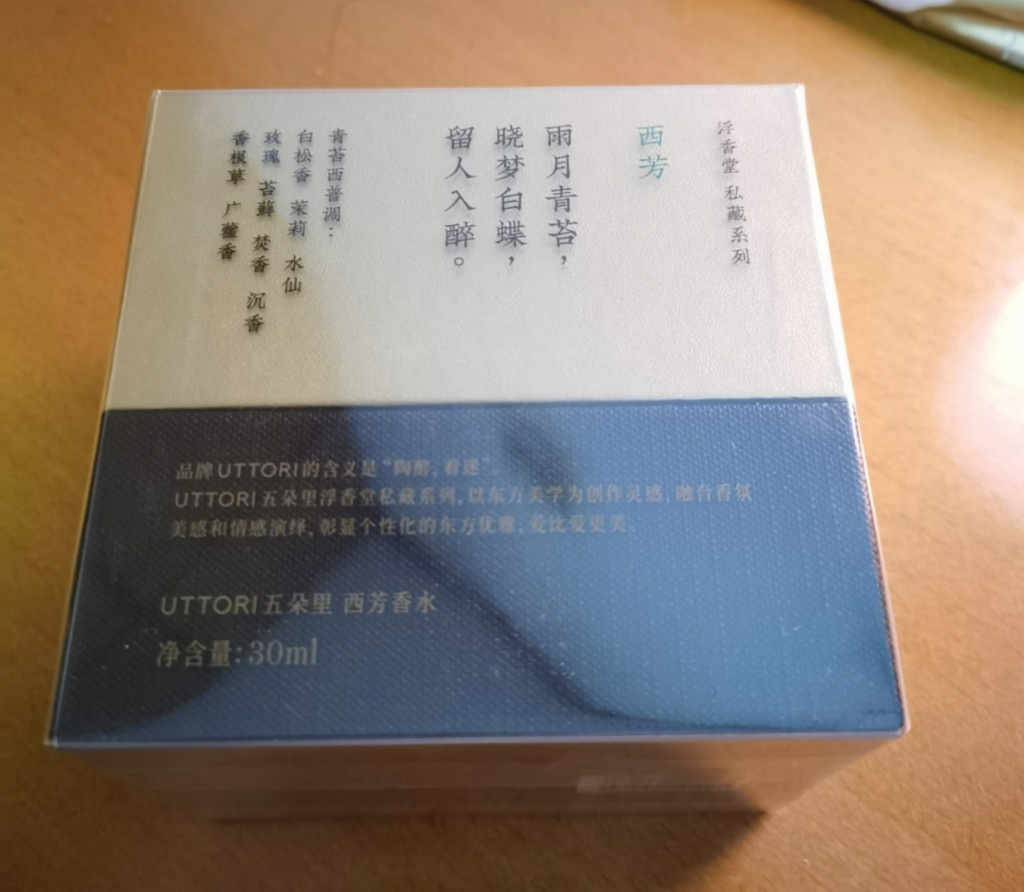 浮香堂 私藏系列
西芳
雨月青苔，
晓梦白蝶，
留人入醉。
青苔西普调：
白松香 茉莉 水仙
玫瑰 苔藓 焚香 沉香
香根草 广藿香
品牌UTTORI的含义是“陶醉，着迷”。
UTTORI五朵里浮香堂私藏系列，以东方美学为创作灵感，融合香氛
美感和情感演绎，彰显个性化的东方优雅，爱比爱更美。
UTTORI五朵里 西芳香水
净含量：30ml